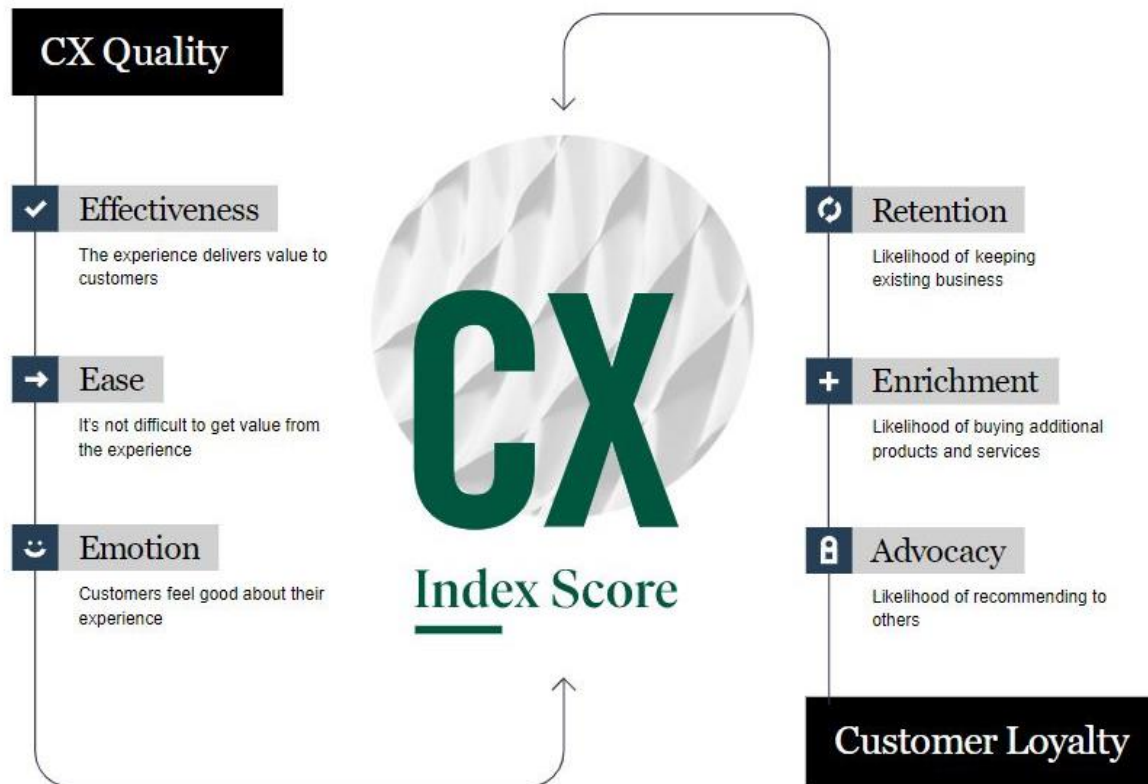 CX Quality
Effectiveness
The experience delivers value to
customers
Ease
It's not difficult to get value from
the experience
Emotion
Customers feel good about their
experience
CX
Index Score
Retention
Likelihood of keeping
existing business
Enrichment
Likelihood of buying additional
products and services
Advocacy
Likelihood of recommending to
others
Customer Loyalty